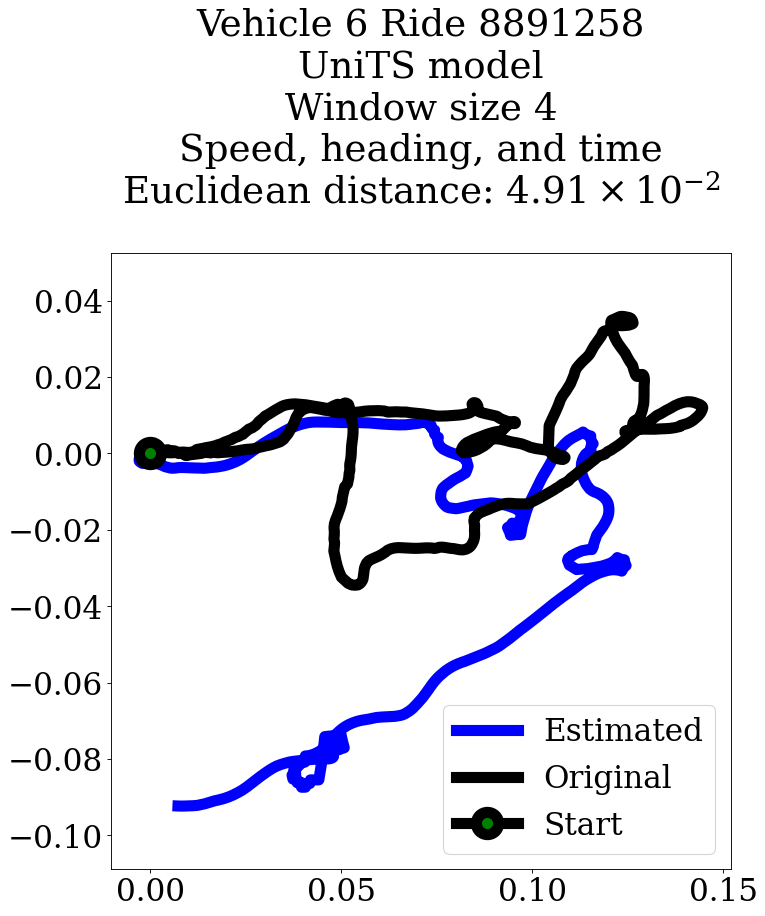 Vehicle 6 Ride 8891258
UniTS model
Window size 4
Speed, heading, and time
Euclidean distance: 4.91 × 10⁻²
0.04
0.02
0.00
−0.02
−0.04
−0.06
−0.08
−0.10
Estimated
Original
Start
0.00 0.05 0.10 0.15